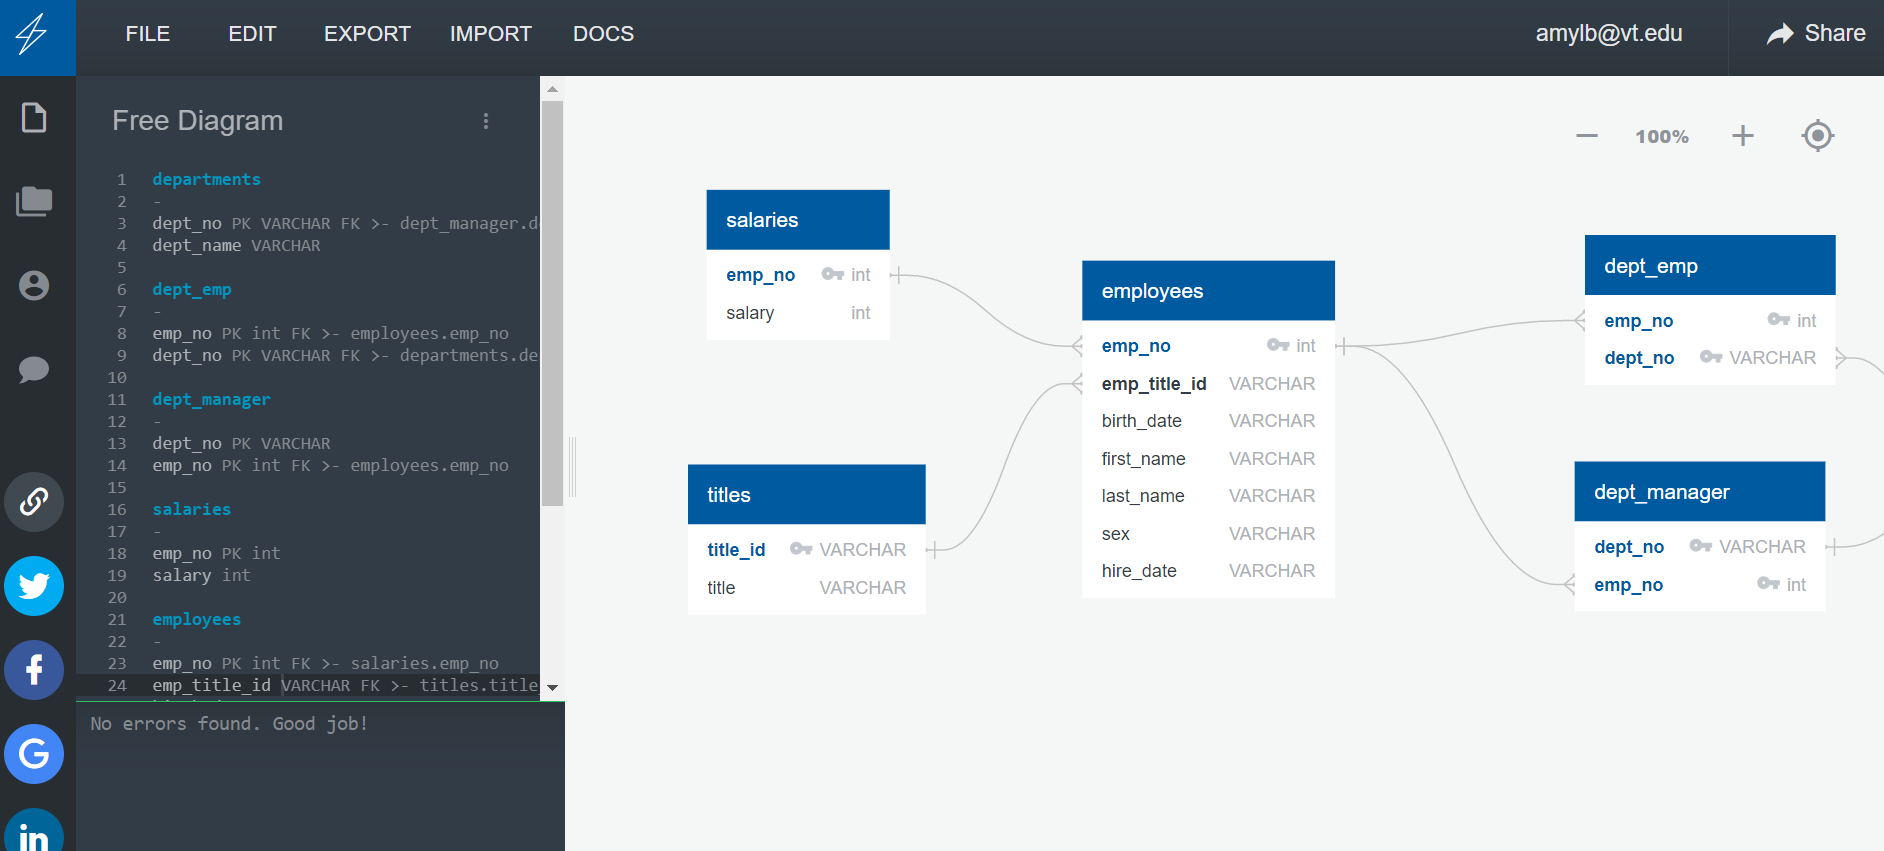 FILE EDIT EXPORT IMPORT DOCS amylb@vt.edu Share
Free Diagram
1 departments
2 -
3 dept_no PK VARCHAR FK >- dept_manager.d
4 dept_name VARCHAR
5
6 dept_emp
7 -
8 emp_no PK int FK >- employees.emp_no
9 dept_no PK VARCHAR FK >- departments.de
10
11 dept_manager
12 -
13 dept_no PK VARCHAR
14 emp_no PK int FK >- employees.emp_no
15
16 salaries
17 -
18 emp_no PK int
19 salary int
20
21 employees
22 -
23 emp_no PK int FK >- salaries.emp_no
24 emp_title_id VARCHAR FK >- titles.title_
No errors found. Good job!
100%
salaries
emp_no int
salary int
titles
title_id VARCHAR
title VARCHAR
employees
emp_no int
emp_title_id VARCHAR
birth_date VARCHAR
first_name VARCHAR
last_name VARCHAR
sex VARCHAR
hire_date VARCHAR
dept_emp
emp_no int
dept_no VARCHAR
dept_manager
dept_no VARCHAR
emp_no int
f
G
in